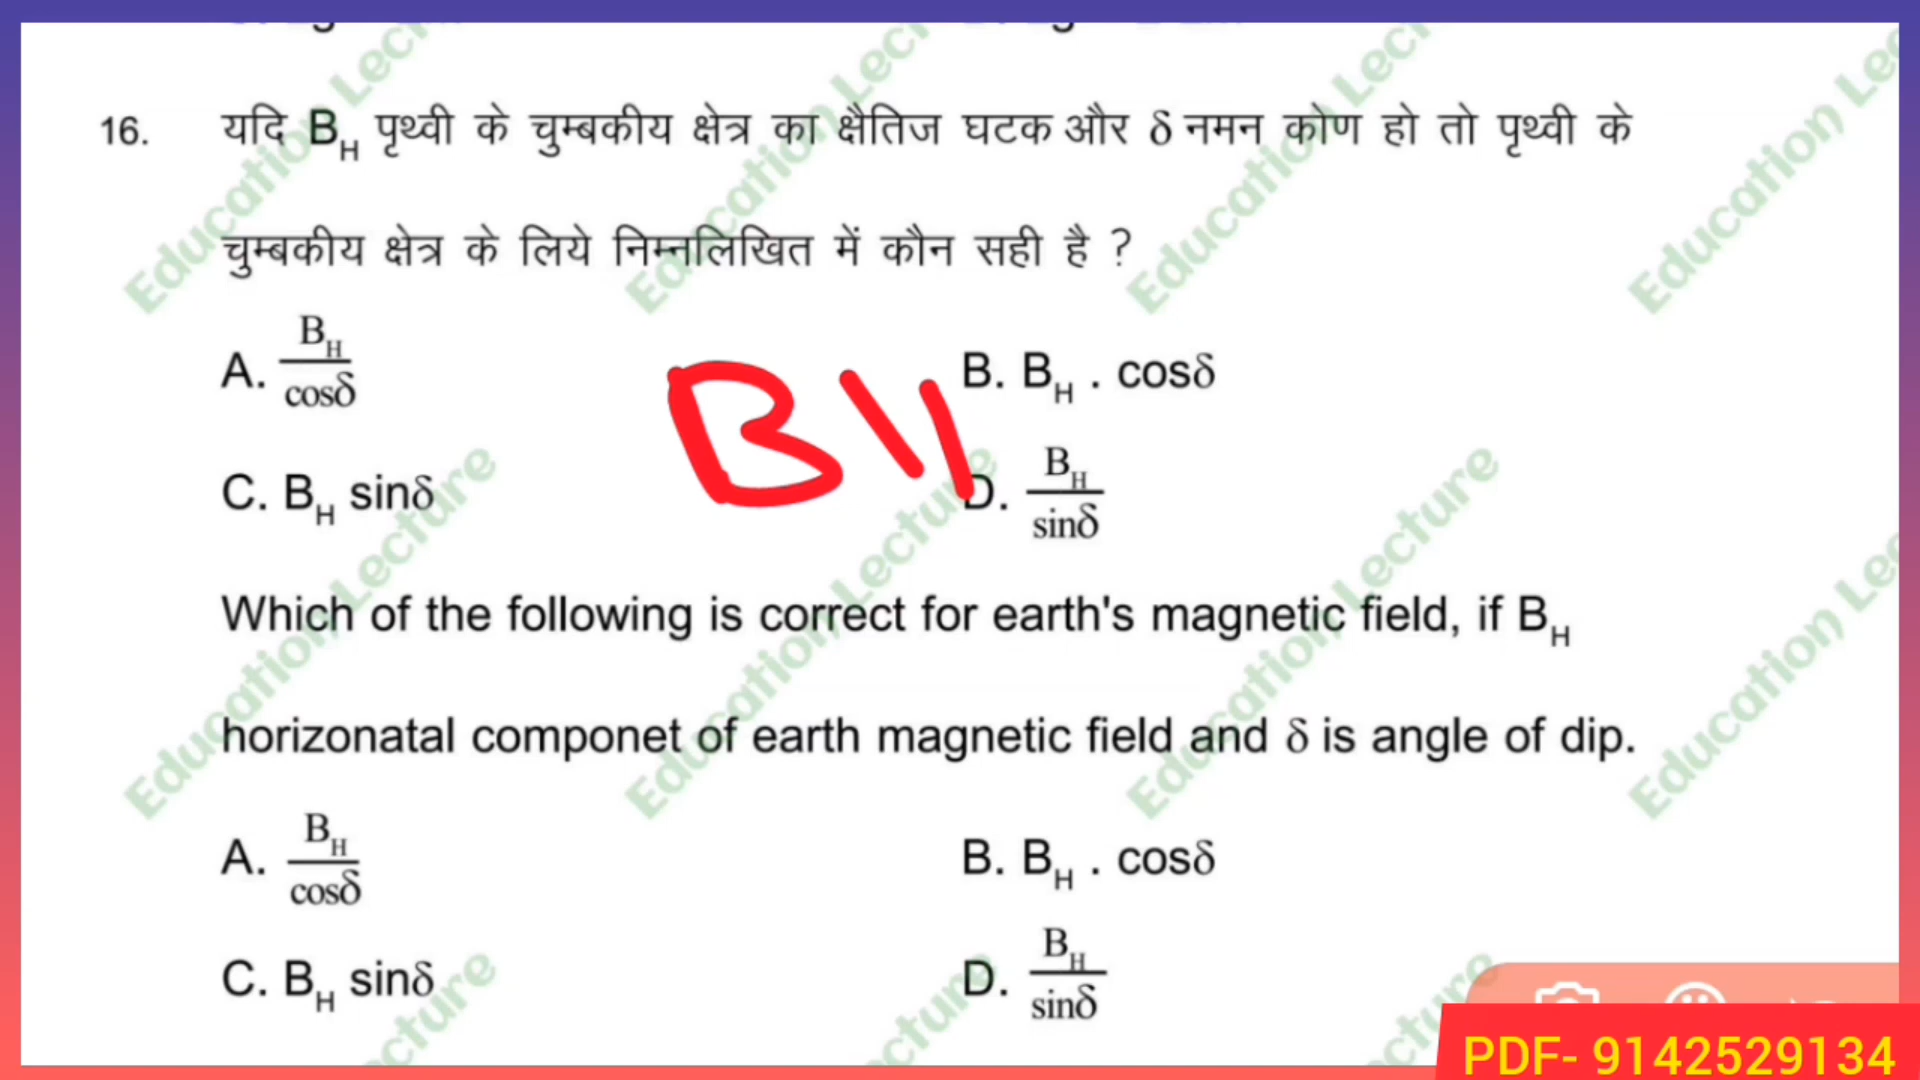 16. यदि B_H पृथ्वी के चुम्बकीय क्षेत्र का क्षैतिज घटक और δ नमन कोण हो तो पृथ्वी के
चुम्बकीय क्षेत्र के लिये निम्नलिखित में कौन सही है ?
A. B_H/cosδ B. B_H . cosδ
C. B_H sinδ D. B_H/sinδ
Which of the following is correct for earth's magnetic field, if B_H
horizonatal componet of earth magnetic field and δ is angle of dip.
A. B_H/cosδ B. B_H . cosδ
C. B_H sinδ D. B_H/sinδ
PDF- 9142529134
Education Lecture